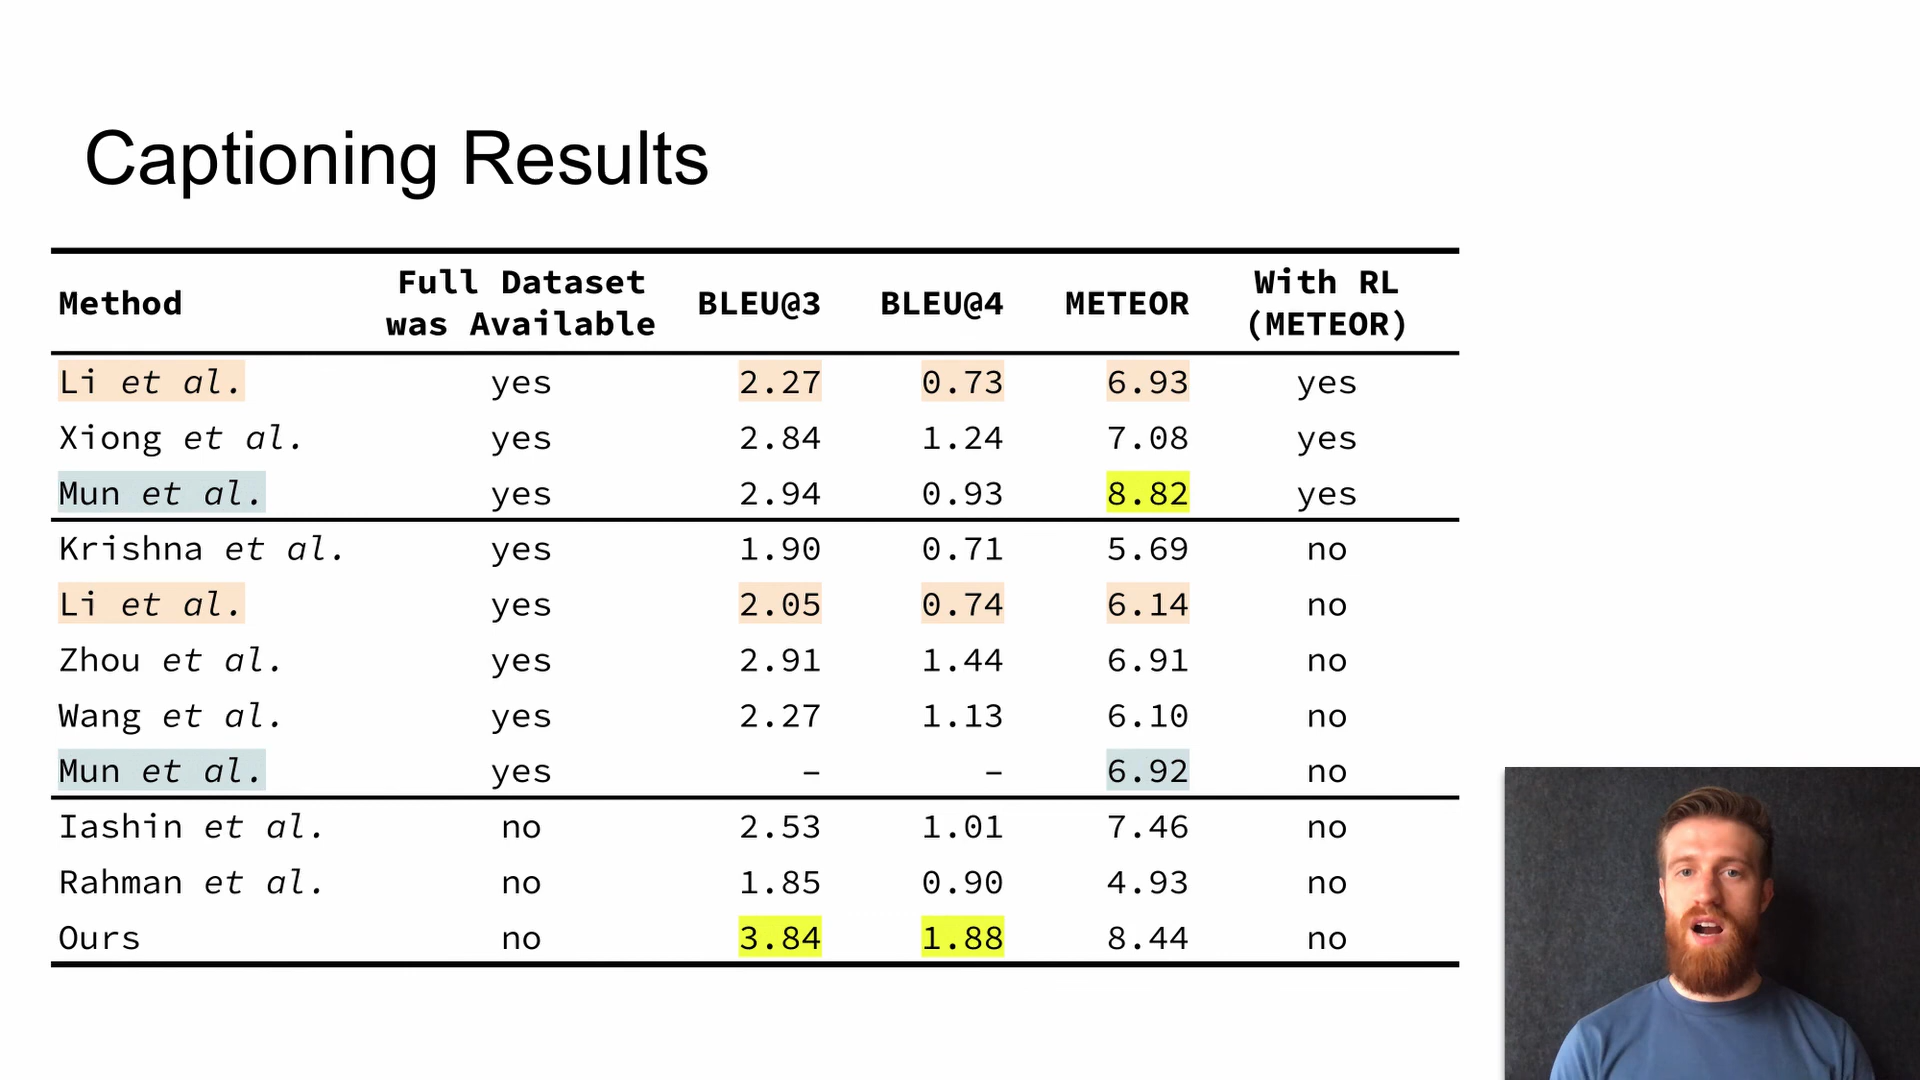 Captioning Results
Method Full Dataset was Available BLEU@3 BLEU@4 METEOR With RL (METEOR)
Li et al. yes 2.27 0.73 6.93 yes
Xiong et al. yes 2.84 1.24 7.08 yes
Mun et al. yes 2.94 0.93 8.82 yes
Krishna et al. yes 1.90 0.71 5.69 no
Li et al. yes 2.05 0.74 6.14 no
Zhou et al. yes 2.91 1.44 6.91 no
Wang et al. yes 2.27 1.13 6.10 no
Mun et al. yes – – 6.92 no
Iashin et al. no 2.53 1.01 7.46 no
Rahman et al. no 1.85 0.90 4.93 no
Ours no 3.84 1.88 8.44 no